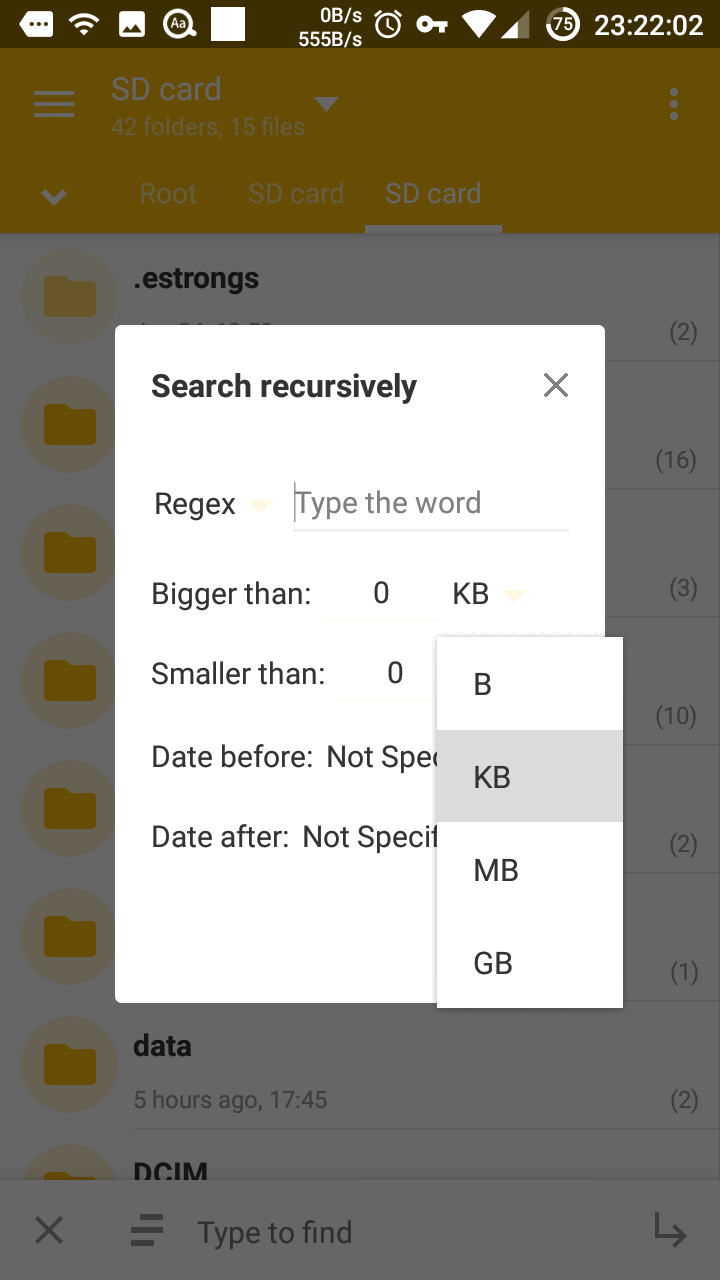 0B/s
555B/s
Aa
75
23:22:02
SD card
42 folders, 15 files
Root SD card SD card
.estrongs
(2)
Search recursively
(16)
Regex Type the word
Bigger than: 0 KB
(3)
Smaller than: 0
B
(10)
Date before: Not Spec
KB
Date after: Not Specif
(2)
MB
GB
(1)
data
5 hours ago, 17:45
(2)
DCIM
Type to find